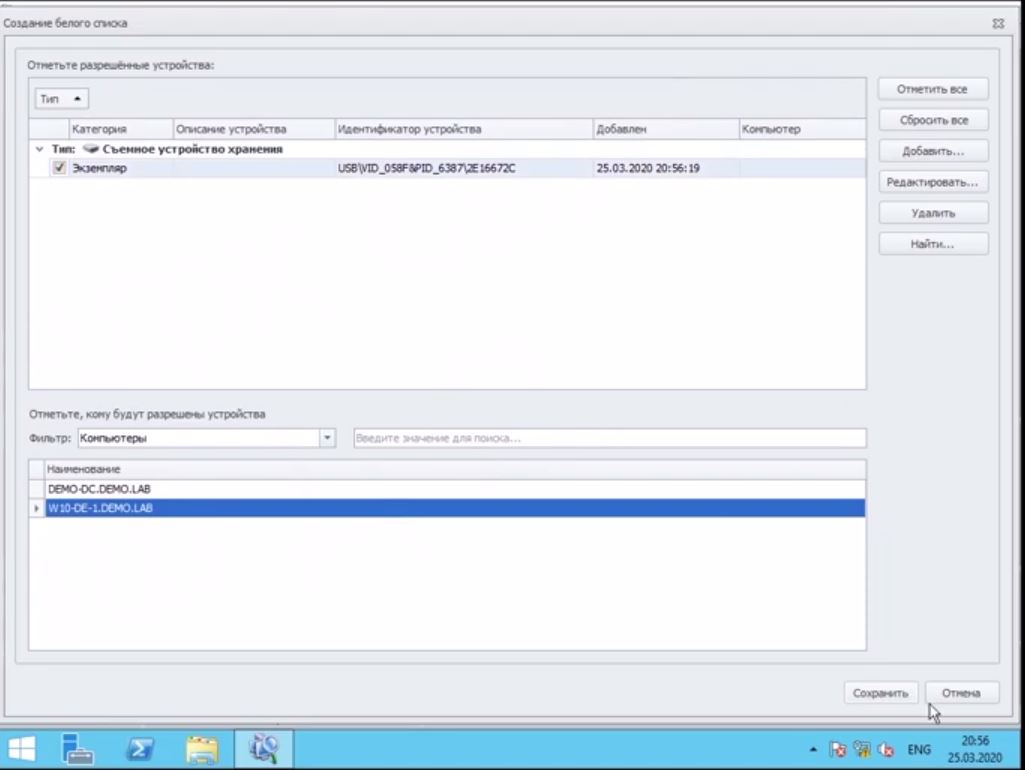 Создание белого списка
Отметьте разрешённые устройства:
Тип
Категория Описание устройства Идентификатор устройства Добавлен Компьютер
Тип: Съемное устройство хранения
Экземпляр USB\VID_058F&PID_6387\2E16672C 25.03.2020 20:56:19
Отметить все
Сбросить все
Добавить...
Редактировать...
Удалить
Найти...
Отметьте, кому будут разрешены устройства
Фильтр: Компьютеры Введите значение для поиска...
Наименование
DEMO-DC.DEMO.LAB
W10-DE-1.DEMO.LAB
Сохранить Отмена
ENG 20:56
25.03.2020